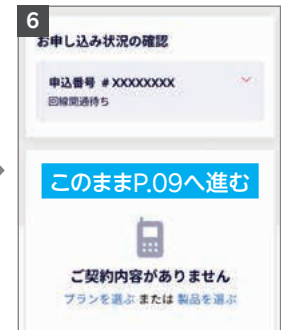 6
お申し込み状況の確認
申込番号 #XXXXXXXX
回線開通待ち
このままP.09へ進む
ご契約内容がありません
プランを選ぶ または 製品を選ぶ